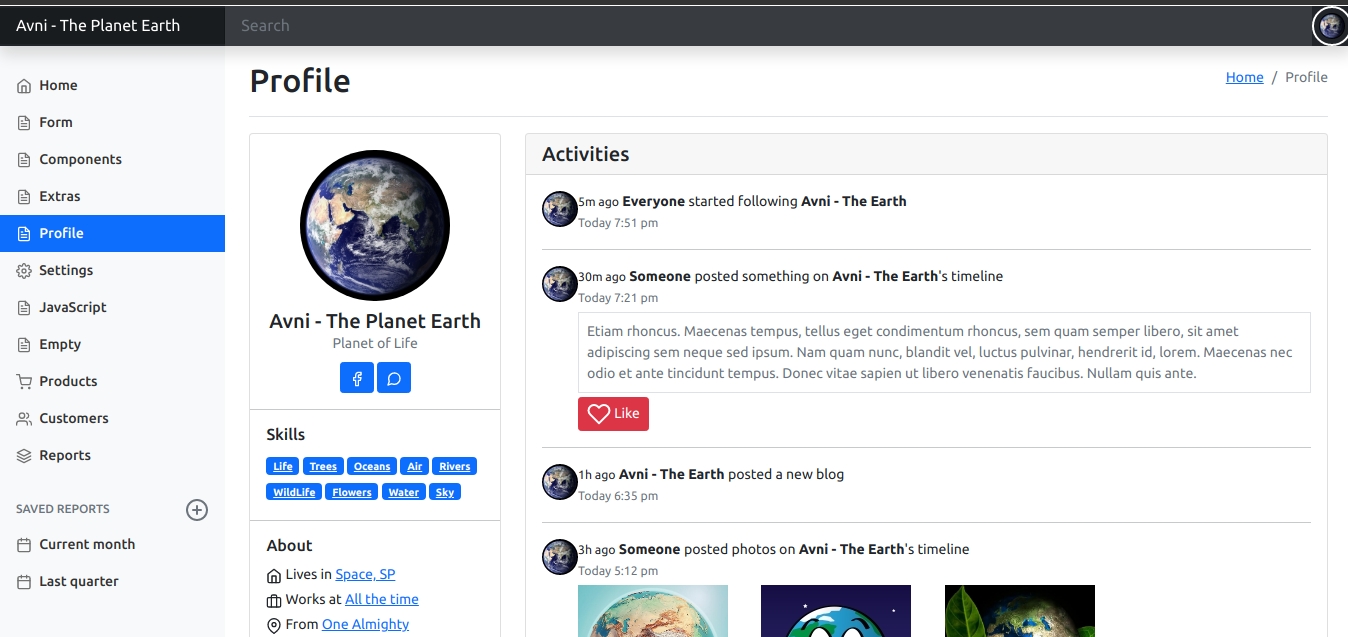 Avni - The Planet Earth
Search
Home
Form
Components
Extras
Profile
Settings
JavaScript
Empty
Products
Customers
Reports
SAVED REPORTS
Current month
Last quarter
Profile
Home / Profile
Avni - The Planet Earth
Planet of Life
Skills
Life Trees Oceans Air Rivers
WildLife Flowers Water Sky
About
Lives in Space, SP
Works at All the time
From One Almighty
Activities
5m ago Everyone started following Avni - The Earth
Today 7:51 pm
30m ago Someone posted something on Avni - The Earth's timeline
Today 7:21 pm
Etiam rhoncus. Maecenas tempus, tellus eget condimentum rhoncus, sem quam semper libero, sit amet
adipiscing sem neque sed ipsum. Nam quam nunc, blandit vel, luctus pulvinar, hendrerit id, lorem. Maecenas nec
odio et ante tincidunt tempus. Donec vitae sapien ut libero venenatis faucibus. Nullam quis ante.
Like
1h ago Avni - The Earth posted a new blog
Today 6:35 pm
3h ago Someone posted photos on Avni - The Earth's timeline
Today 5:12 pm